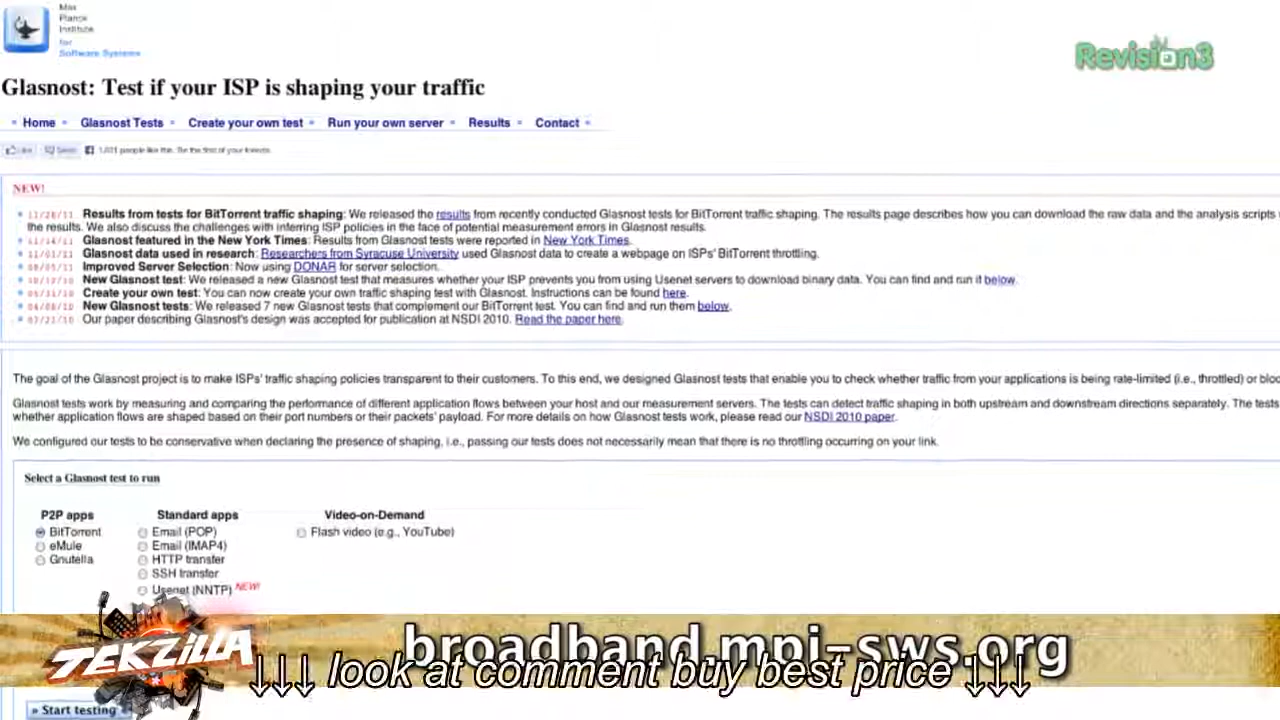 Max
Planck
Institute
for
Software Systems
Revision3
Glasnost: Test if your ISP is shaping your traffic
Home Glasnost Tests Create your own test Run your own server Results Contact
Like Send 1,031 people like this. Be the first of your friends.
NEW!
Results from tests for BitTorrent traffic shaping: We released the results from recently conducted Glasnost tests for BitTorrent traffic shaping. The results page describes how you can download the raw data and the analysis scripts
the results. We also discuss the challenges with inferring ISP policies in the face of potential measurement errors in Glasnost results.
11/14/11 Glasnost featured in the New York Times: Results from Glasnost tests were reported in New York Times.
11/01/11 Glasnost data used in research: Researchers from Syracuse University used Glasnost data to create a webpage on ISPs' BitTorrent throttling.
Improved Server Selection: Now using DONAR for server selection.
New Glasnost test: We released a new Glasnost test that measures whether your ISP prevents you from using Usenet servers to download binary data. You can find and run it below.
Create your own test: You can now create your own traffic shaping test with Glasnost. Instructions can be found here.
New Glasnost tests: We released 7 new Glasnost tests that complement our BitTorrent test. You can find and run them below.
Our paper describing Glasnost's design was accepted for publication at NSDI 2010. Read the paper here.
The goal of the Glasnost project is to make ISPs' traffic shaping policies transparent to their customers. To this end, we designed Glasnost tests that enable you to check whether traffic from your applications is being rate-limited (i.e., throttled) or bloc
Glasnost tests work by measuring and comparing the performance of different application flows between your host and our measurement servers. The tests can detect traffic shaping in both upstream and downstream directions separately. The tests
whether application flows are shaped based on their port numbers or their packets' payload. For more details on how Glasnost tests work, please read our NSDI 2010 paper.
We configured our tests to be conservative when declaring the presence of shaping, i.e., passing our tests does not necessarily mean that there is no throttling occurring on your link.
Select a Glasnost test to run
P2P apps Standard apps Video-on-Demand
BitTorrent Email (POP) Flash video (e.g., YouTube)
eMule Email (IMAP4)
Gnutella HTTP transfer
SSH transfer
Usenet (NNTP) NEW!
TEKZILLA
broadband.mpi-sws.org
↓↓↓ look at comment buy best price ↓↓↓
» Start testing